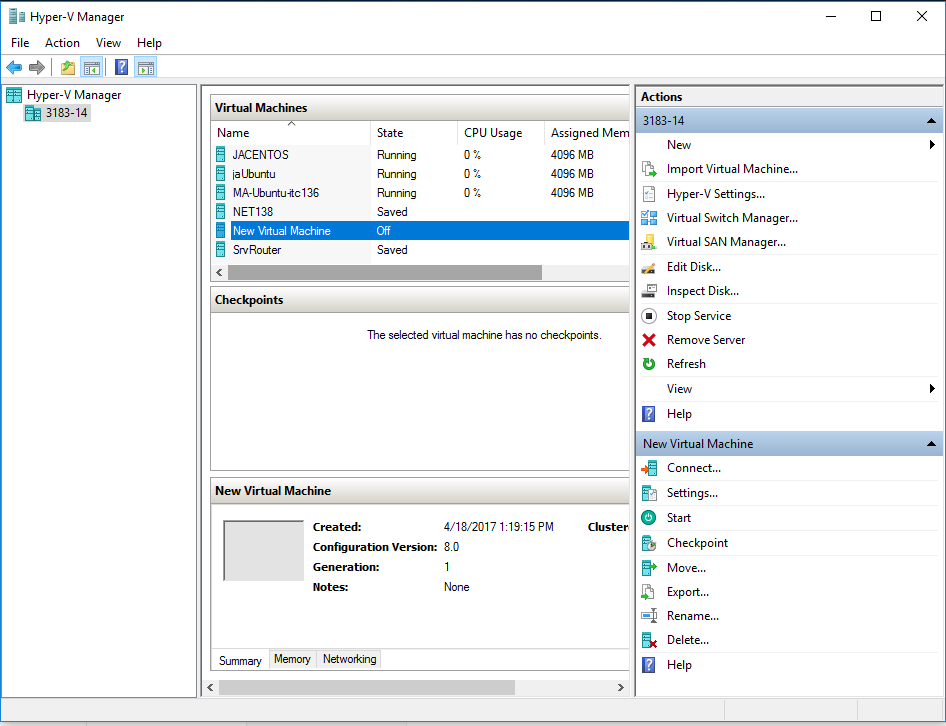 Hyper-V Manager
File Action View Help
Hyper-V Manager
3183-14
Virtual Machines
Name State CPU Usage Assigned Mem
JACENTOS Running 0 % 4096 MB
jaUbuntu Running 0 % 4096 MB
MA-Ubuntu-itc136 Running 0 % 4096 MB
NET138 Saved
New Virtual Machine Off
SrvRouter Saved
Checkpoints
The selected virtual machine has no checkpoints.
New Virtual Machine
Created: 4/18/2017 1:19:15 PM Cluster
Configuration Version: 8.0
Generation: 1
Notes: None
Summary Memory Networking
Actions
3183-14
New
Import Virtual Machine...
Hyper-V Settings...
Virtual Switch Manager...
Virtual SAN Manager...
Edit Disk...
Inspect Disk...
Stop Service
Remove Server
Refresh
View
Help
New Virtual Machine
Connect...
Settings...
Start
Checkpoint
Move...
Export...
Rename...
Delete...
Help